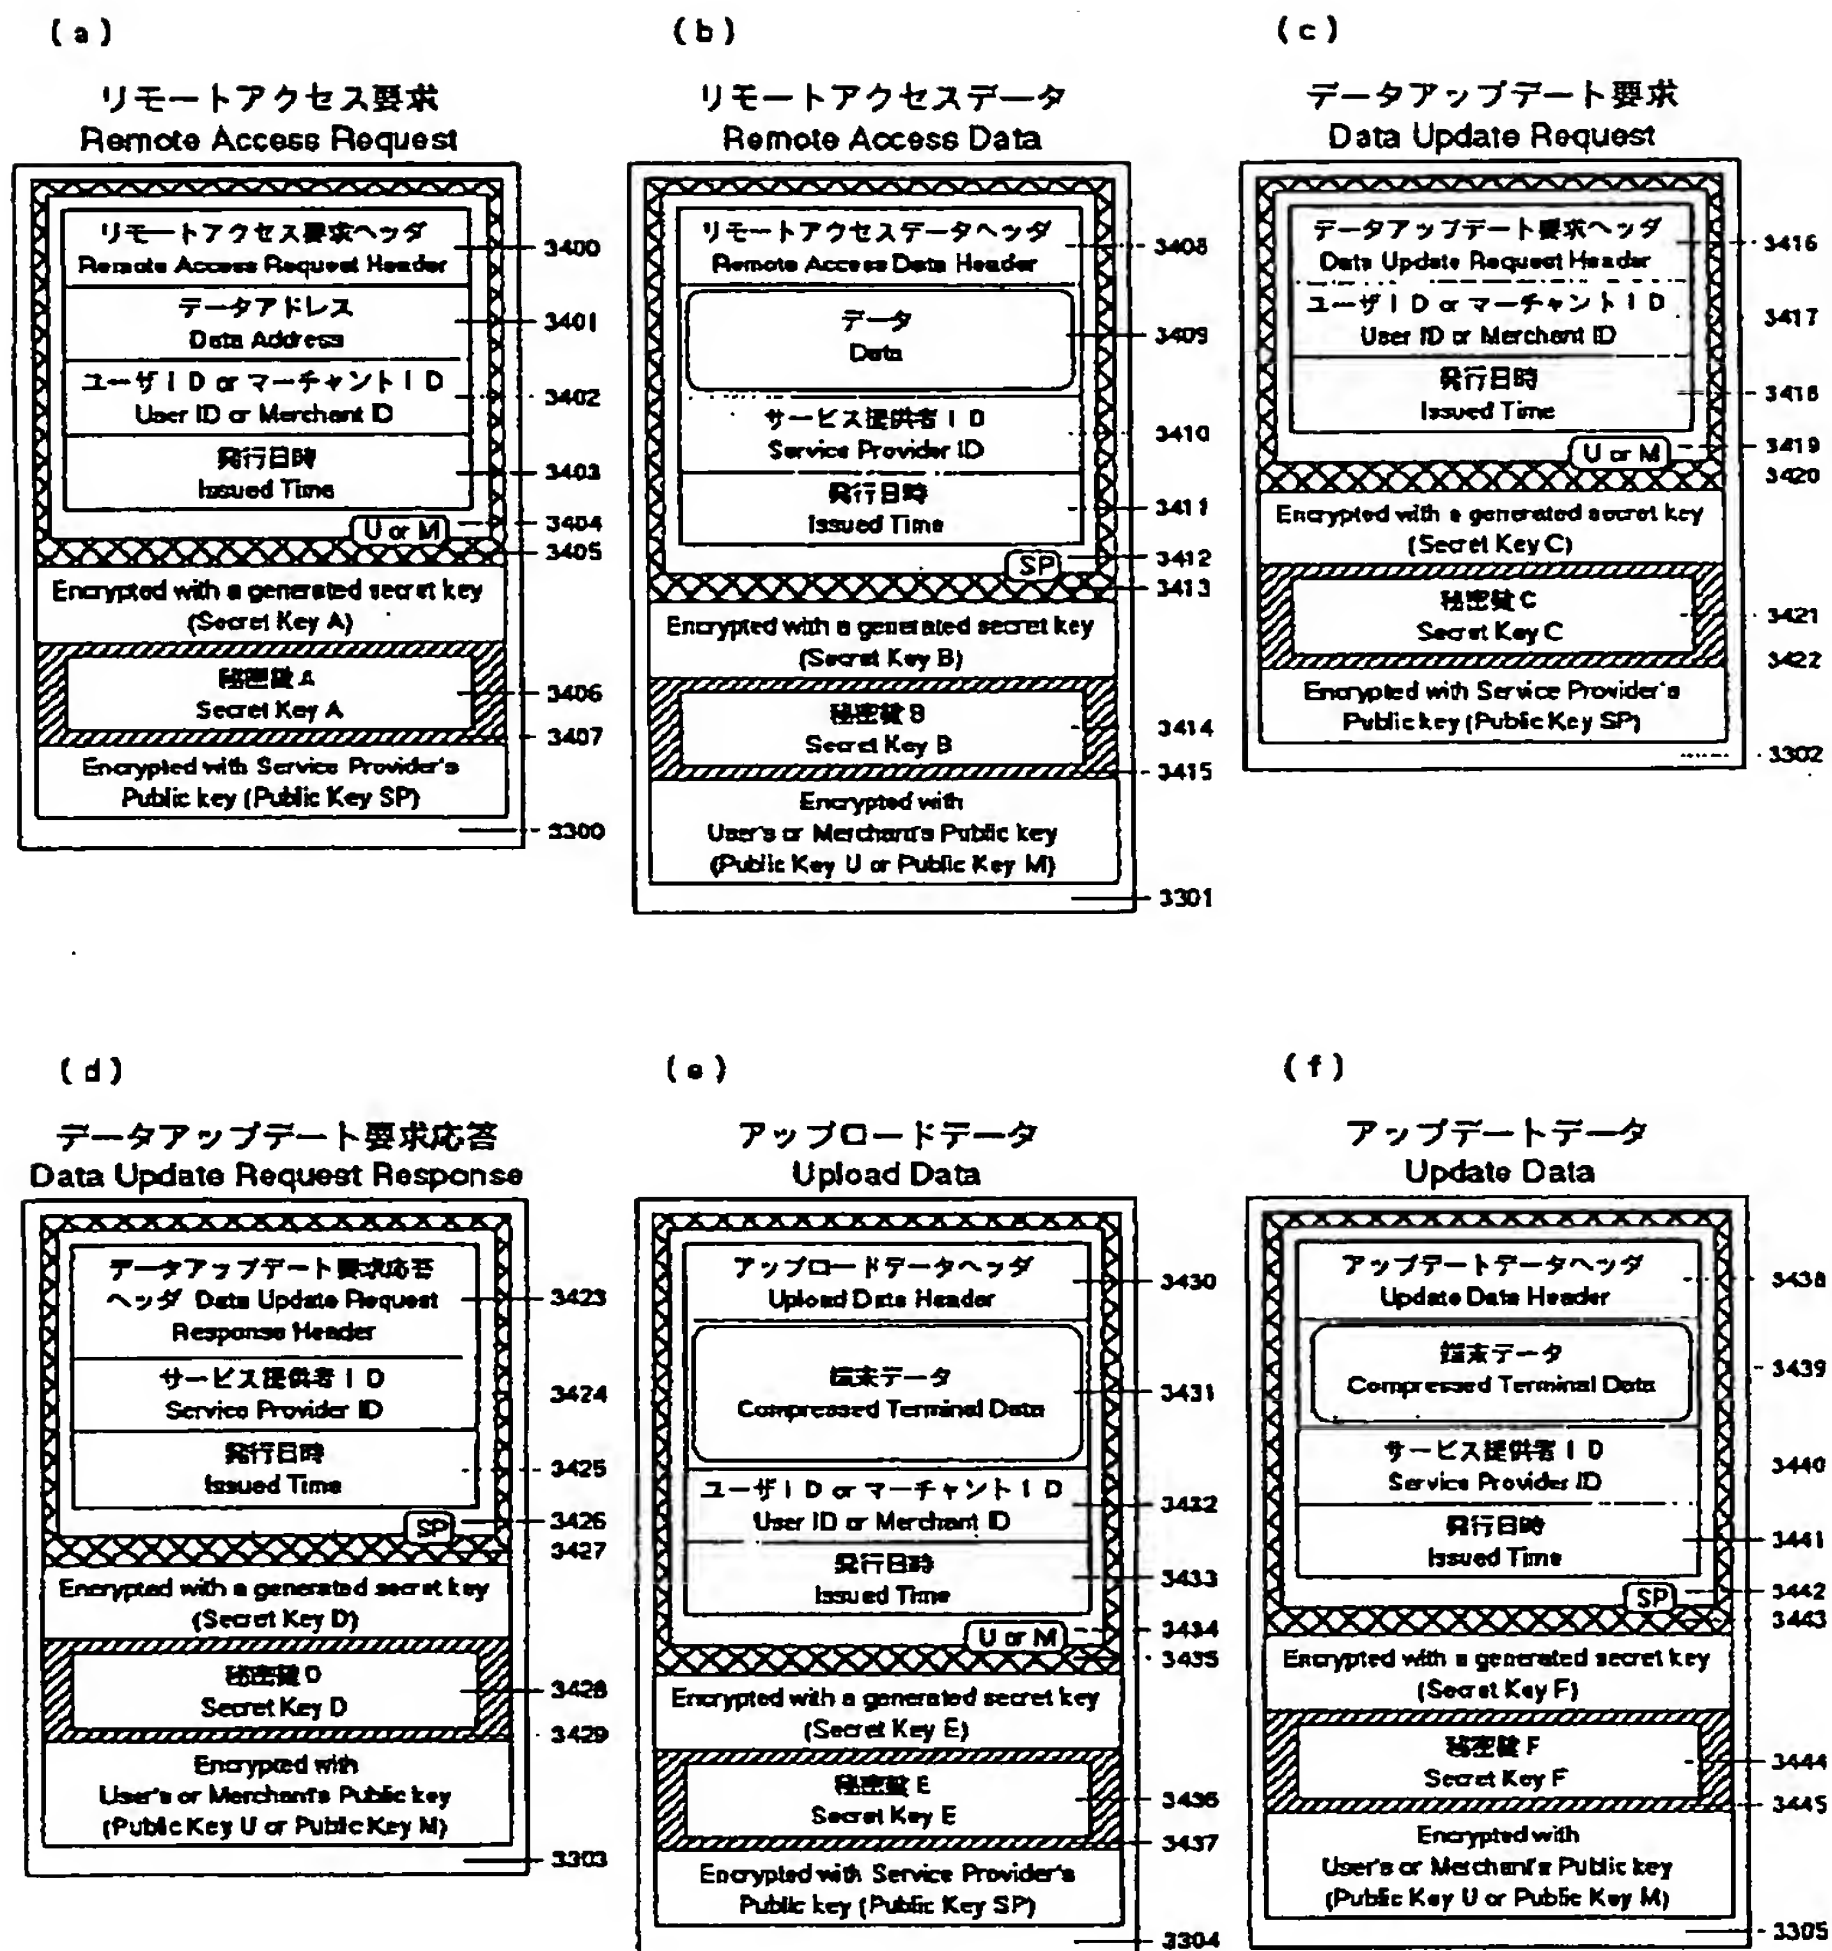 (a)
リモートアクセス要求
Remote Access Request
リモートアクセス要求ヘッダ
Remote Access Request Header
3400
データアドレス
Data Address
3401
ユーザID or マーチャントID
User ID or Merchant ID
3402
発行日時
Issued Time
3403
U or M
3404
3405
Encrypted with a generated secret key
(Secret Key A)
秘密鍵A
Secret Key A
3406
3407
Encrypted with Service Provider's
Public key (Public Key SP)
3300
(b)
リモートアクセスデータ
Remote Access Data
リモートアクセスデータヘッダ
Remote Access Data Header
3408
データ
Data
3409
サービス提供者ID
Service Provider ID
3410
発行日時
Issued Time
3411
SP
3412
3413
Encrypted with a generated secret key
(Secret Key B)
秘密鍵B
Secret Key B
3414
3415
Encrypted with
User's or Merchant's Public key
(Public Key U or Public Key M)
3301
(c)
データアップデート要求
Data Update Request
データアップデート要求ヘッダ
Data Update Request Header
3416
ユーザID or マーチャントID
User ID or Merchant ID
3417
発行日時
Issued Time
3418
U or M
3419
3420
Encrypted with a generated secret key
(Secret Key C)
秘密鍵C
Secret Key C
3421
3422
Encrypted with Service Provider's
Public key (Public Key SP)
3302
(d)
データアップデート要求応答
Data Update Request Response
データアップデート要求応答
ヘッダ Data Update Request
Response Header
3423
サービス提供者ID
Service Provider ID
3424
発行日時
Issued Time
3425
SP
3426
3427
Encrypted with a generated secret key
(Secret Key D)
秘密鍵D
Secret Key D
3428
3429
Encrypted with
User's or Merchant's Public key
(Public Key U or Public Key M)
3303
(e)
アップロードデータ
Upload Data
アップロードデータヘッダ
Upload Data Header
3430
端末データ
Compressed Terminal Data
3431
ユーザID or マーチャントID
User ID or Merchant ID
3432
発行日時
Issued Time
3433
U or M
3434
3435
Encrypted with a generated secret key
(Secret Key E)
秘密鍵E
Secret Key E
3436
3437
Encrypted with Service Provider's
Public key (Public Key SP)
3304
(f)
アップデートデータ
Update Data
アップデートデータヘッダ
Update Data Header
3438
端末データ
Compressed Terminal Data
3439
サービス提供者ID
Service Provider ID
3440
発行日時
Issued Time
3441
SP
3442
3443
Encrypted with a generated secret key
(Secret Key F)
秘密鍵F
Secret Key F
3444
3445
Encrypted with
User's or Merchant's Public key
(Public Key U or Public Key M)
3305